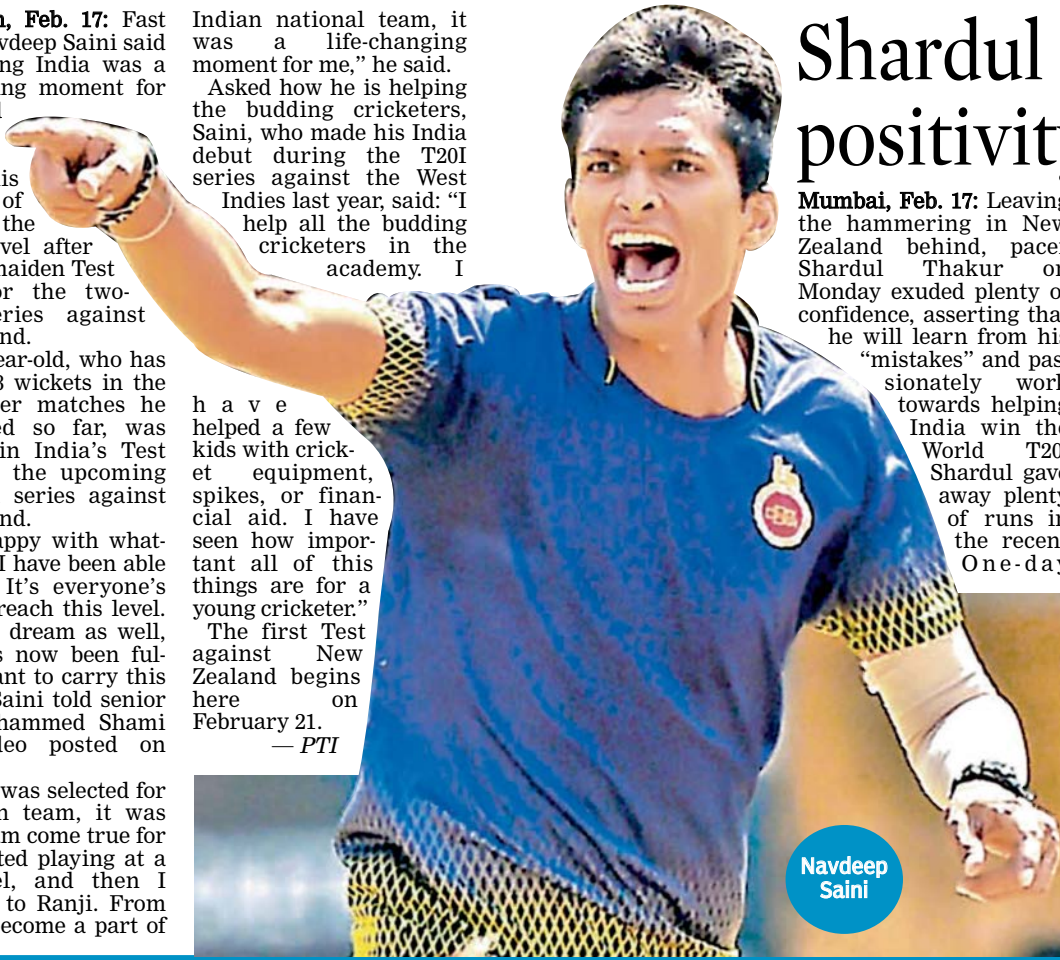 n, Feb. 17: Fast
vdeep Saini said
ng India was a
ng moment for
is
of
the
vel after
maiden Test
or the two-
eries against
nd.
ear-old, who has
3 wickets in the
er matches he
ed so far, was
in India's Test
the upcoming
series against
nd.
appy with what-
I have been able
It's everyone's
reach this level.
dream as well,
s now been ful-
ant to carry this
Saini told senior
hammed Shami
leo posted on
was selected for
n team, it was
am come true for
ted playing at a
el, and then I
to Ranji. From
ecome a part of
Indian national team, it
was a life-changing
moment for me,” he said.
Asked how he is helping
the budding cricketers,
Saini, who made his India
debut during the T20I
series against the West
Indies last year, said: “I
help all the budding
cricketers in the
academy. I
have
helped a few
kids with crick-
et equipment,
spikes, or finan-
cial aid. I have
seen how impor-
tant all of this
things are for a
young cricketer.”
The first Test
against New
Zealand begins
here on
February 21.
— PTI
Navdeep
Saini
Shardul
positivity
Mumbai, Feb. 17: Leaving
the hammering in New
Zealand behind, pacer
Shardul Thakur on
Monday exuded plenty of
confidence, asserting that
he will learn from his
“mistakes” and pas-
sionately work
towards helping
India win the
World T20
Shardul gave
away plenty
of runs in
the recent
One-day